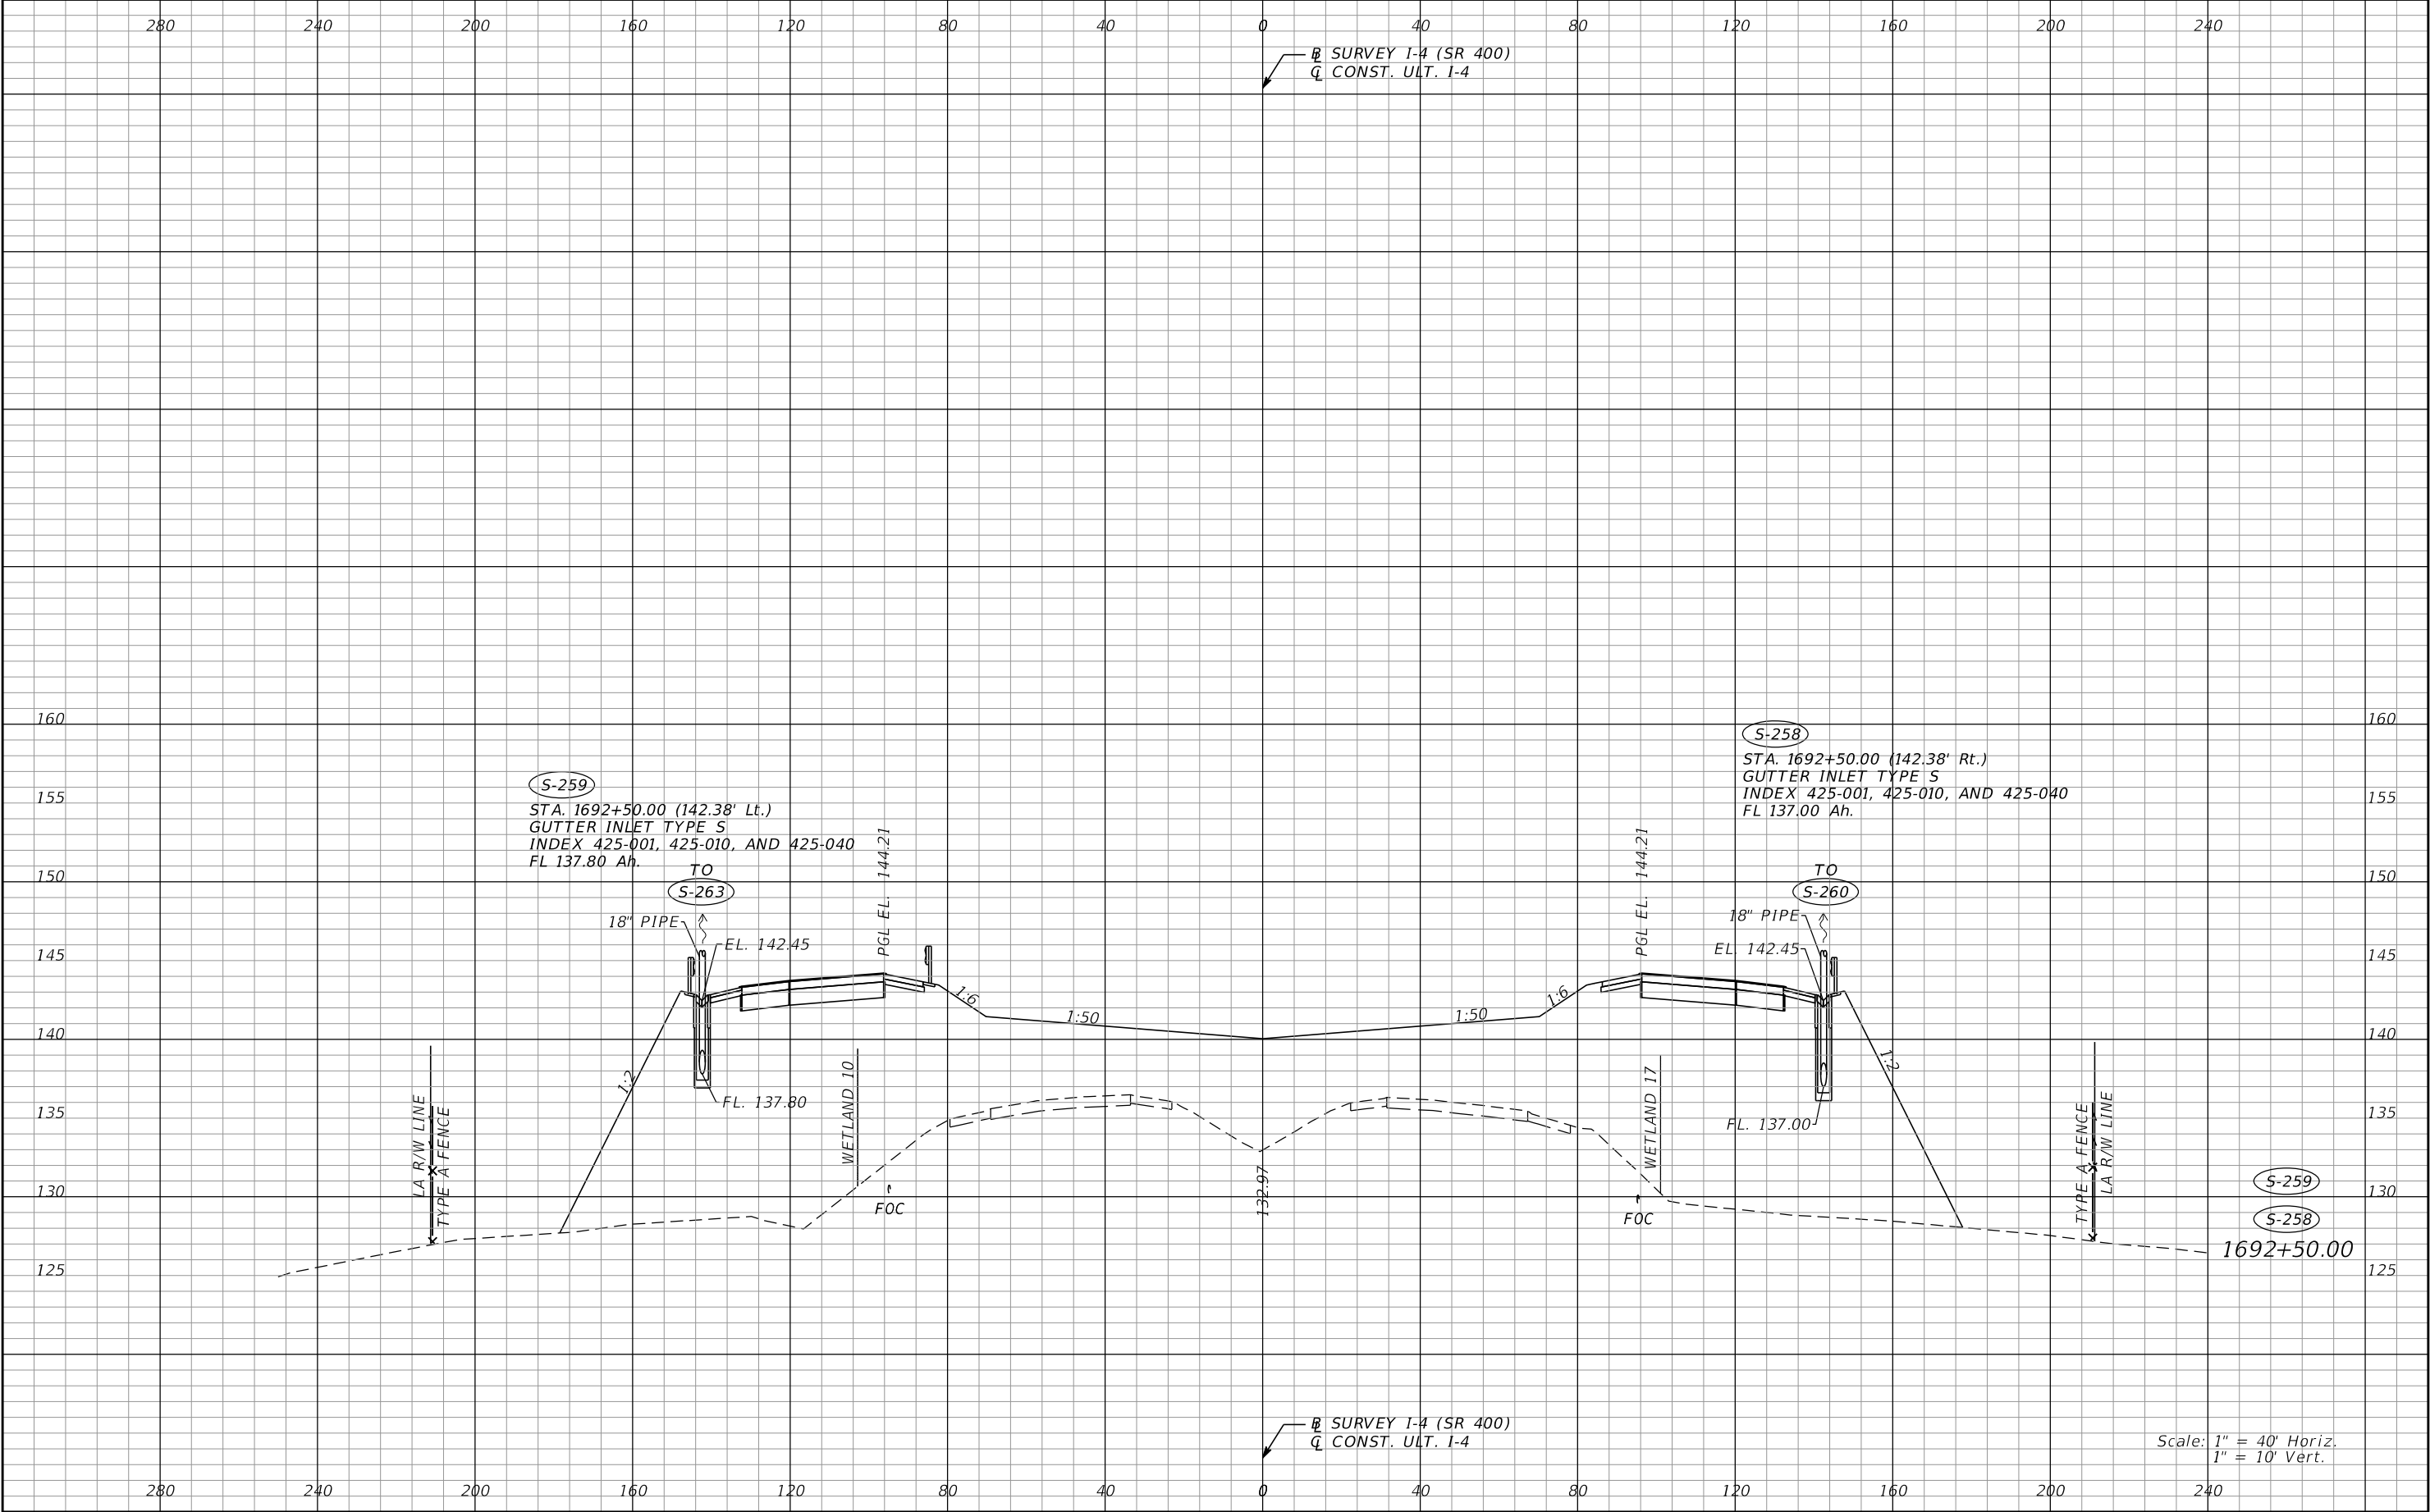 280 240 200 160 120 80 40 0 40 80 120 160 200 240
BL SURVEY I-4 (SR 400)
CL CONST. ULT. I-4
160 160
S-258
STA. 1692+50.00 (142.38' Rt.)
GUTTER INLET TYPE S
INDEX 425-001, 425-010, AND 425-040
FL 137.00 Ah.
S-259
STA. 1692+50.00 (142.38' Lt.)
GUTTER INLET TYPE S
INDEX 425-001, 425-010, AND 425-040
FL 137.80 Ah.
155 155
TO
S-263
TO
S-260
150 150
PGL EL. 144.21
PGL EL. 144.21
18" PIPE
18" PIPE
EL. 142.45
EL. 142.45
145 145
1:6
1:50
1:50
1:6
140 140
1:2
1:2
FL. 137.80
FL. 137.00
WETLAND 10
WETLAND 17
135 135
LA R/W LINE
TYPE A FENCE
TYPE A FENCE
LA R/W LINE
132.97
130 130
FOC
FOC
S-259
S-258
1692+50.00
125 125
BL SURVEY I-4 (SR 400)
CL CONST. ULT. I-4
Scale: 1" = 40' Horiz.
1" = 10' Vert.
280 240 200 160 120 80 40 0 40 80 120 160 200 240